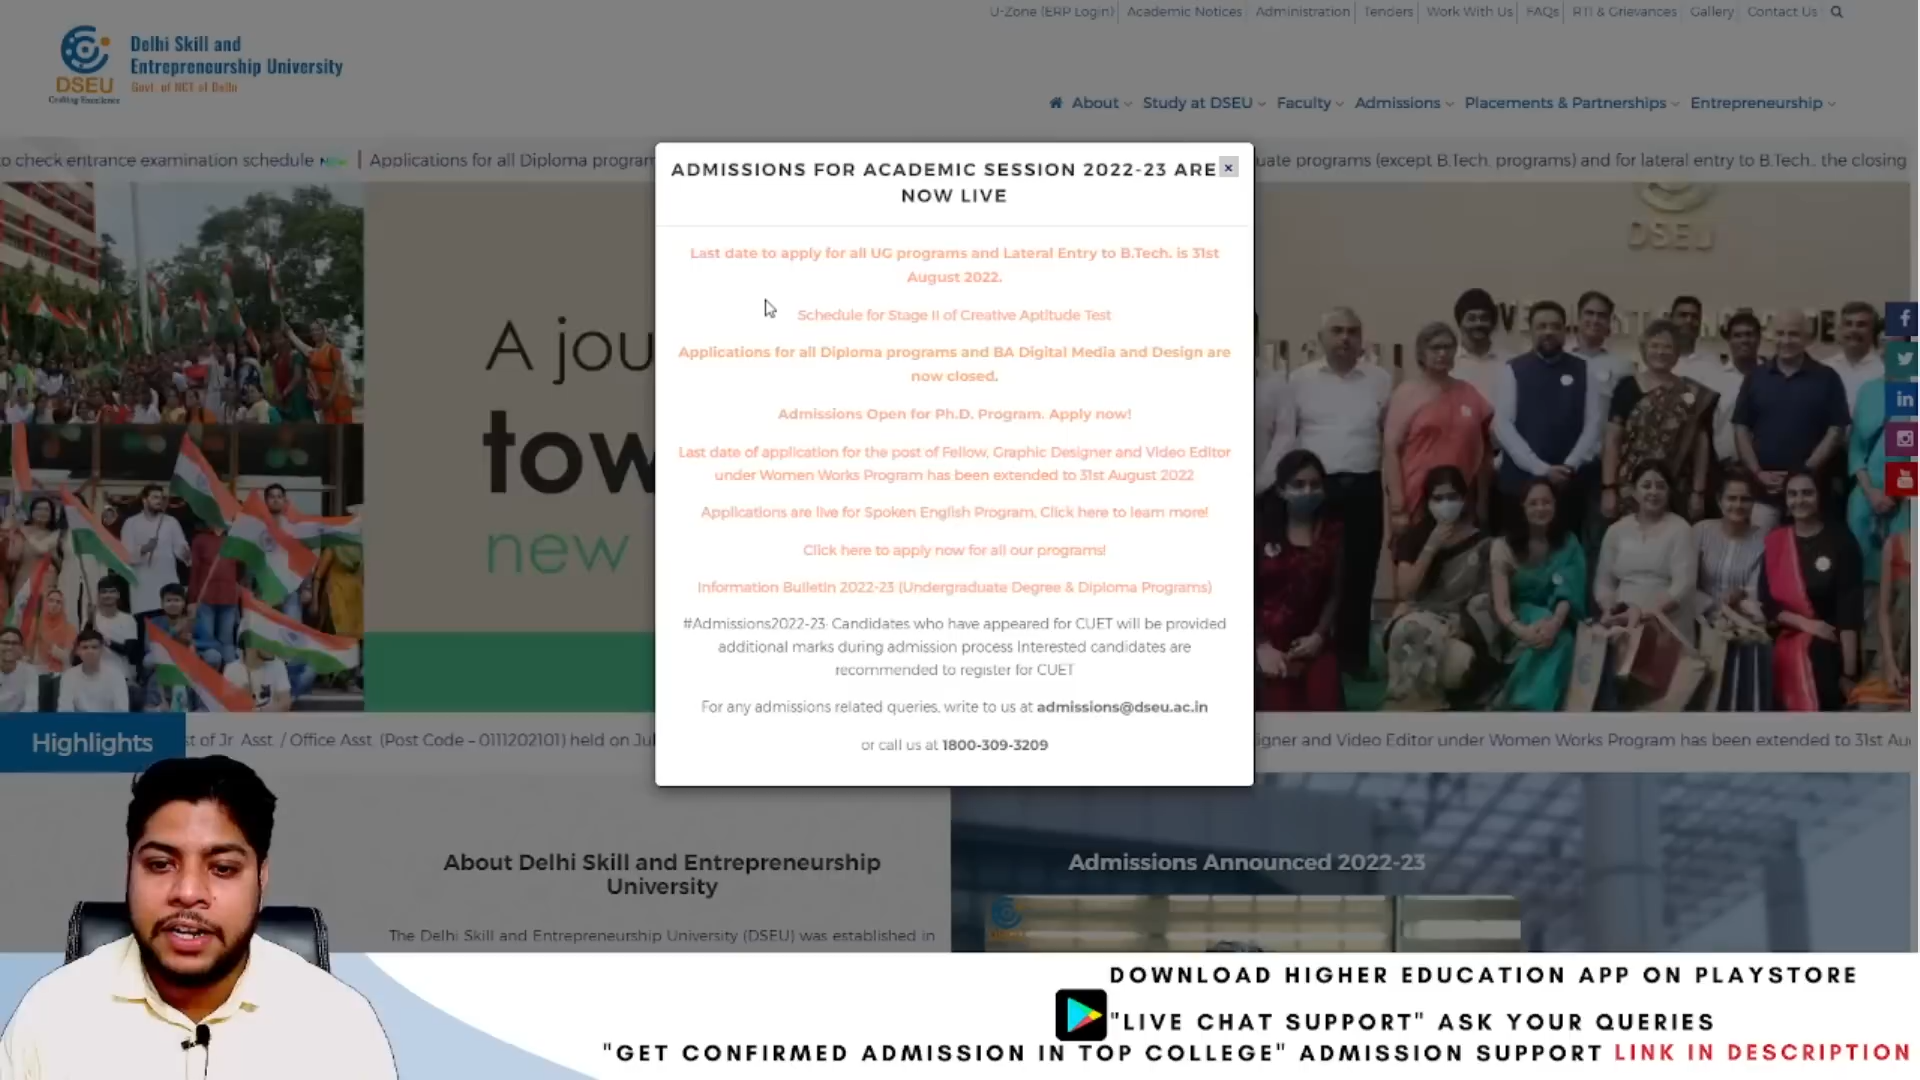 U-Zone (ERP Login) Academic Notices Administration Tenders Work With Us FAQs RTI & Grievances Gallery Contact Us
Delhi Skill and
Entrepreneurship University
Govt. of NCT of Delhi
DSEU
Crafting Excellence
About Study at DSEU Faculty Admissions Placements & Partnerships Entrepreneurship
o check entrance examination schedule | Applications for all Diploma program
uate programs (except B.Tech. programs) and for lateral entry to B.Tech., the closing
ADMISSIONS FOR ACADEMIC SESSION 2022-23 ARE
NOW LIVE
Last date to apply for all UG programs and Lateral Entry to B.Tech. is 31st
August 2022.
Schedule for Stage II of Creative Aptitude Test
Applications for all Diploma programs and BA Digital Media and Design are
now closed.
Admissions Open for Ph.D. Program. Apply now!
Last date of application for the post of Fellow, Graphic Designer and Video Editor
under Women Works Program has been extended to 31st August 2022
Applications are live for Spoken English Program. Click here to learn more!
Click here to apply now for all our programs!
Information Bulletin 2022-23 (Undergraduate Degree & Diploma Programs)
#Admissions2022-23: Candidates who have appeared for CUET will be provided
additional marks during admission process Interested candidates are
recommended to register for CUET
For any admissions related queries, write to us at admissions@dseu.ac.in
or call us at 1800-309-3209
A jou
tow
new
DSEU
Highlights
st of Jr. Asst. / Office Asst. (Post Code - 0111202101) held on Jul
igner and Video Editor under Women Works Program has been extended to 31st Au
About Delhi Skill and Entrepreneurship
University
The Delhi Skill and Entrepreneurship University (DSEU) was established in
Admissions Announced 2022-23
DOWNLOAD HIGHER EDUCATION APP ON PLAYSTORE
"LIVE CHAT SUPPORT" ASK YOUR QUERIES
"GET CONFIRMED ADMISSION IN TOP COLLEGE" ADMISSION SUPPORT LINK IN DESCRIPTION